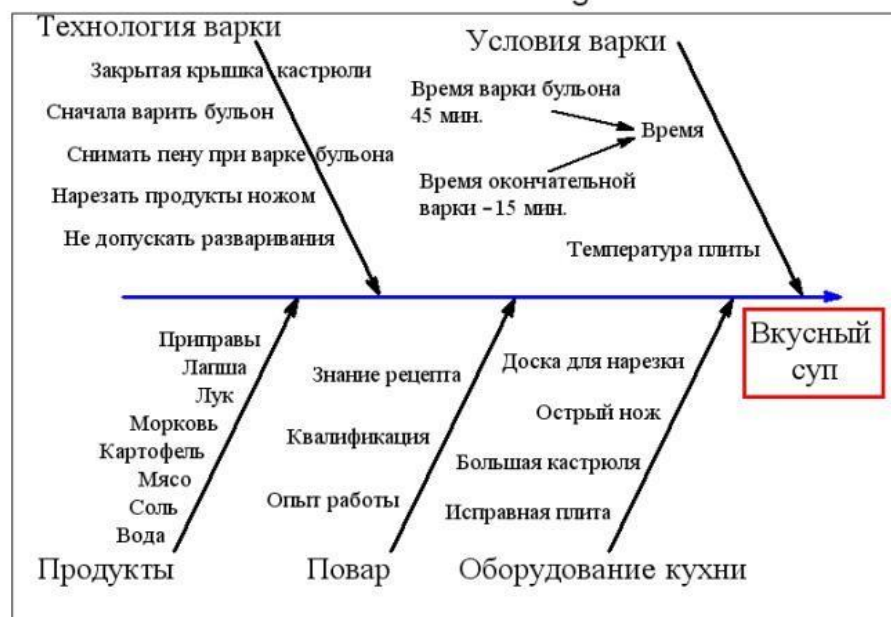 Технология варки
Закрытая крышка кастрюли
Сначала варить бульон
Снимать пену при варке бульона
Нарезать продукты ножом
Не допускать разваривания
Условия варки
Время варки бульона
45 мин.
Время
Время окончательной
варки -15 мин.
Температура плиты
Вкусный
суп
Приправы
Лапша
Лук
Морковь
Картофель
Мясо
Соль
Вода
Продукты
Знание рецепта
Квалификация
Опыт работы
Повар
Доска для нарезки
Острый нож
Большая кастрюля
Исправная плита
Оборудование кухни